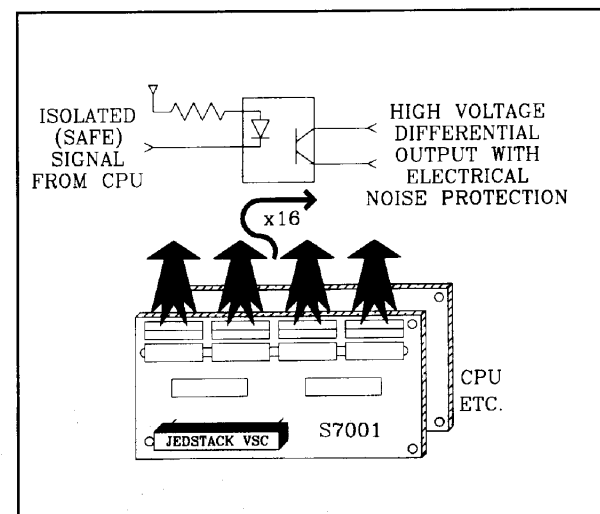 ISOLATED
(SAFE)
SIGNAL
FROM CPU
HIGH VOLTAGE
DIFFERENTIAL
OUTPUT WITH
ELECTRICAL
NOISE PROTECTION
x16
CPU
ETC.
S7001
JEDSTACK VSC